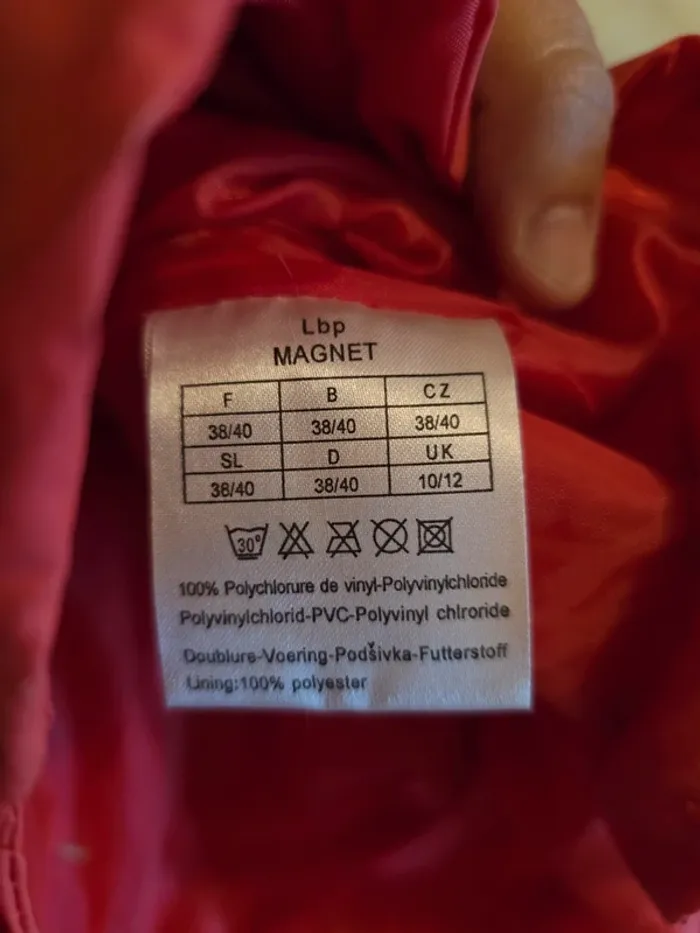 Lbp
MAGNET
F B CZ
38/40 38/40 38/40
SL D UK
38/40 38/40 10/12
30°
100% Polychlorure de vinyl-Polyvinylchloride
Polyvinylchlorid-PVC-Polyvinyl chlroride
Doublure-Voering-Podšivka-Futterstoff
Lining:100% polyester